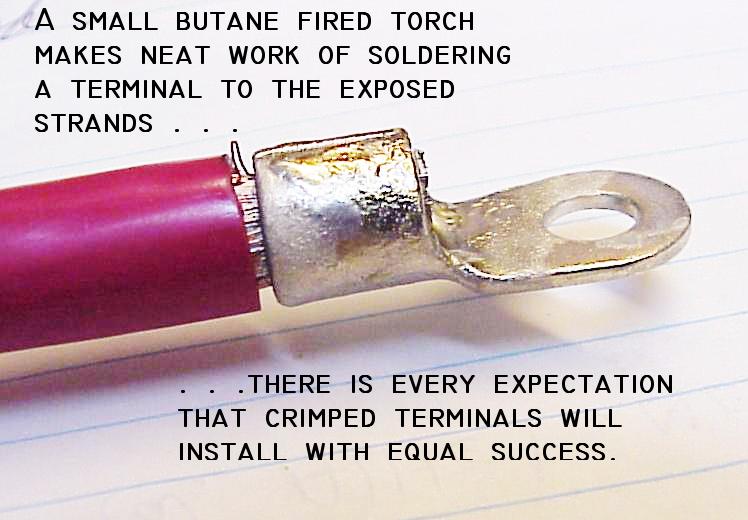 A SMALL BUTANE FIRED TORCH
MAKES NEAT WORK OF SOLDERING
A TERMINAL TO THE EXPOSED
STRANDS . . .
. . .THERE IS EVERY EXPECTATION
THAT CRIMPED TERMINALS WILL
INSTALL WITH EQUAL SUCCESS.